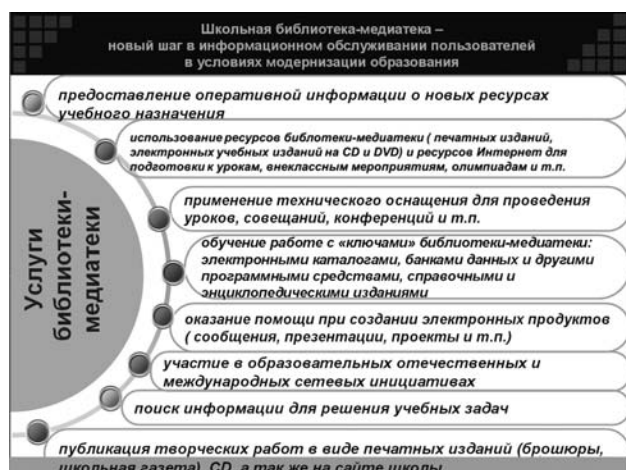 Школьная библиотека-медиатека –
новый шаг в информационном обслуживании пользователей
в условиях модернизации образования
Услуги
библиотеки-
медиатеки
предоставление оперативной информации о новых ресурсах
учебного назначения
использование ресурсов библотеки-медиатеки ( печатных изданий,
электронных учебных изданий на CD и DVD) и ресурсов Интернет для
подготовки к урокам, внеклассным мероприятиям, олимпиадам и т.п.
применение технического оснащения для проведения
уроков, совещаний, конференций и т.п.
обучение работе с «ключами» библиотеки-медиатеки:
электронными каталогами, банками данных и другими
программными средствами, справочными и
энциклопедическими изданиями
оказание помощи при создании электронных продуктов
( сообщения, презентации, проекты и т.п.)
участие в образовательных отечественных и
международных сетевых инициативах
поиск информации для решения учебных задач
публикация творческих работ в виде печатных изданий (брошюры,
школьная газета), CD, а так же на сайте школы